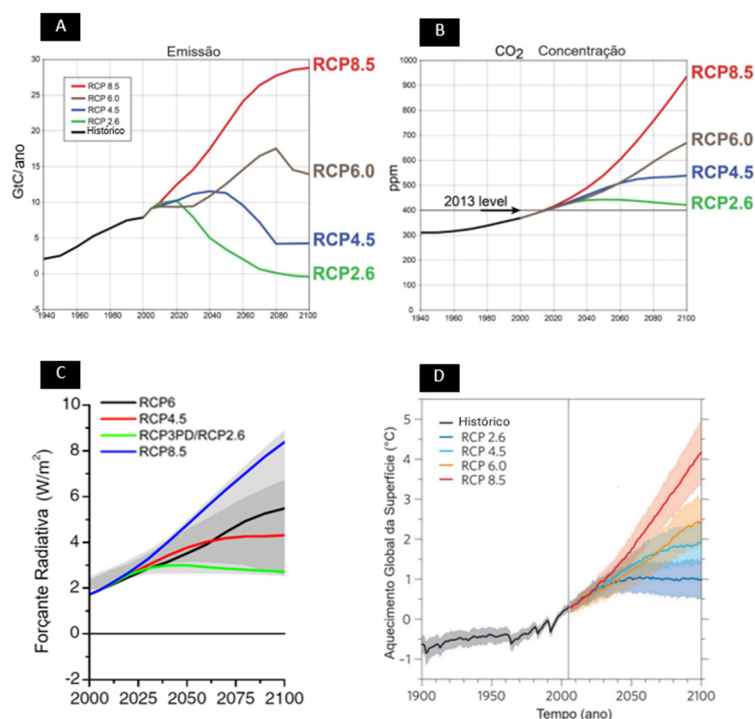 A
Emissão
30
25
20
15
10
5
0
-5
GtC/ano
RCP 8.5
RCP 6.0
RCP 4.5
RCP 2.6
Histórico
RCP8.5
RCP6.0
RCP4.5
RCP2.6
1940 1960 1980 2000 2020 2040 2060 2080 2100
B
CO2 Concentração
1000
900
800
700
600
500
400
300
200
100
0
ppm
2013 level
RCP8.5
RCP6.0
RCP4.5
RCP2.6
1940 1960 1980 2000 2020 2040 2060 2080 2100
C
10
8
6
4
2
0
-2
Forçante Radiativa (W/m²)
RCP6
RCP4.5
RCP3PD/RCP2.6
RCP8.5
2000 2025 2050 2075 2100
D
5
4
3
2
1
0
-1
Aquecimento Global da Superfície (°C)
Histórico
RCP 2.6
RCP 4.5
RCP 6.0
RCP 8.5
1900 1950 2000 2050 2100
Tempo (ano)